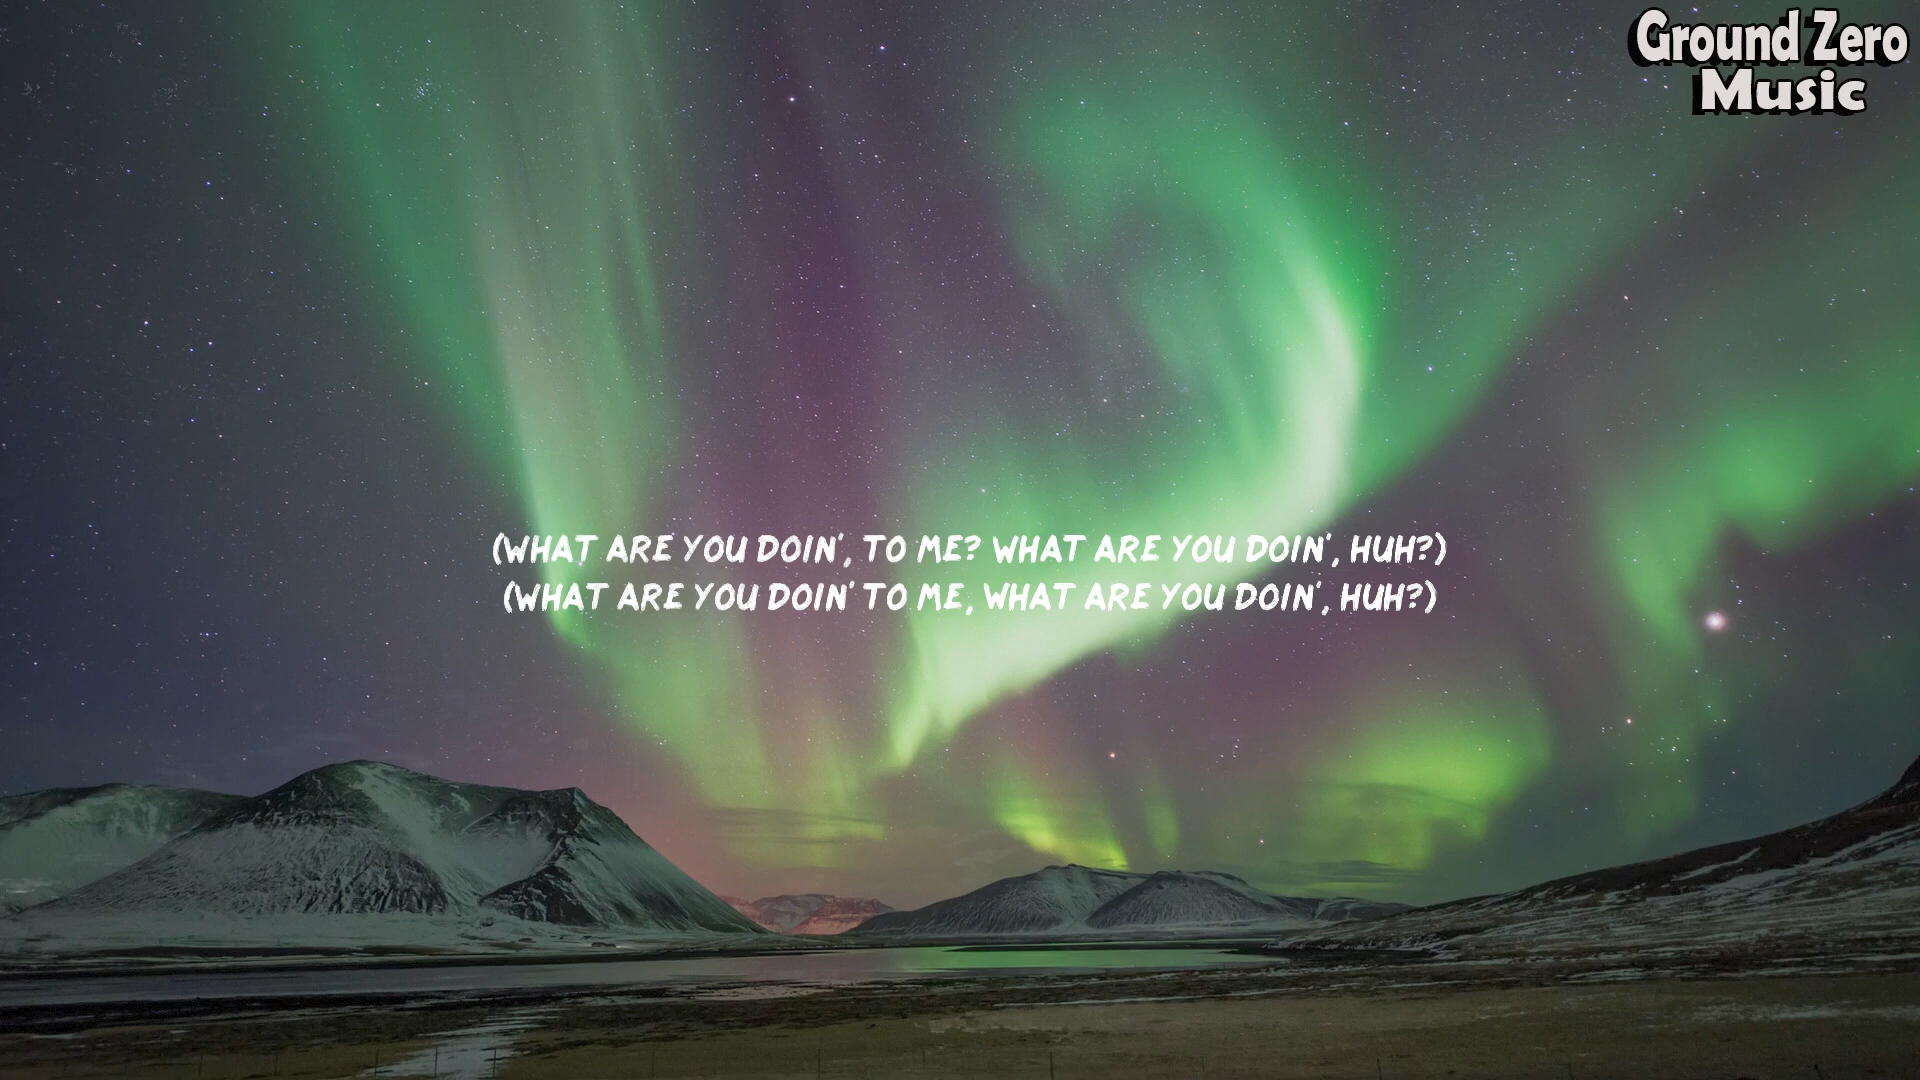 Ground Zero
Music
(WHAT ARE YOU DOIN', TO ME? WHAT ARE YOU DOIN', HUH?)
(WHAT ARE YOU DOIN' TO ME, WHAT ARE YOU DOIN', HUH?)